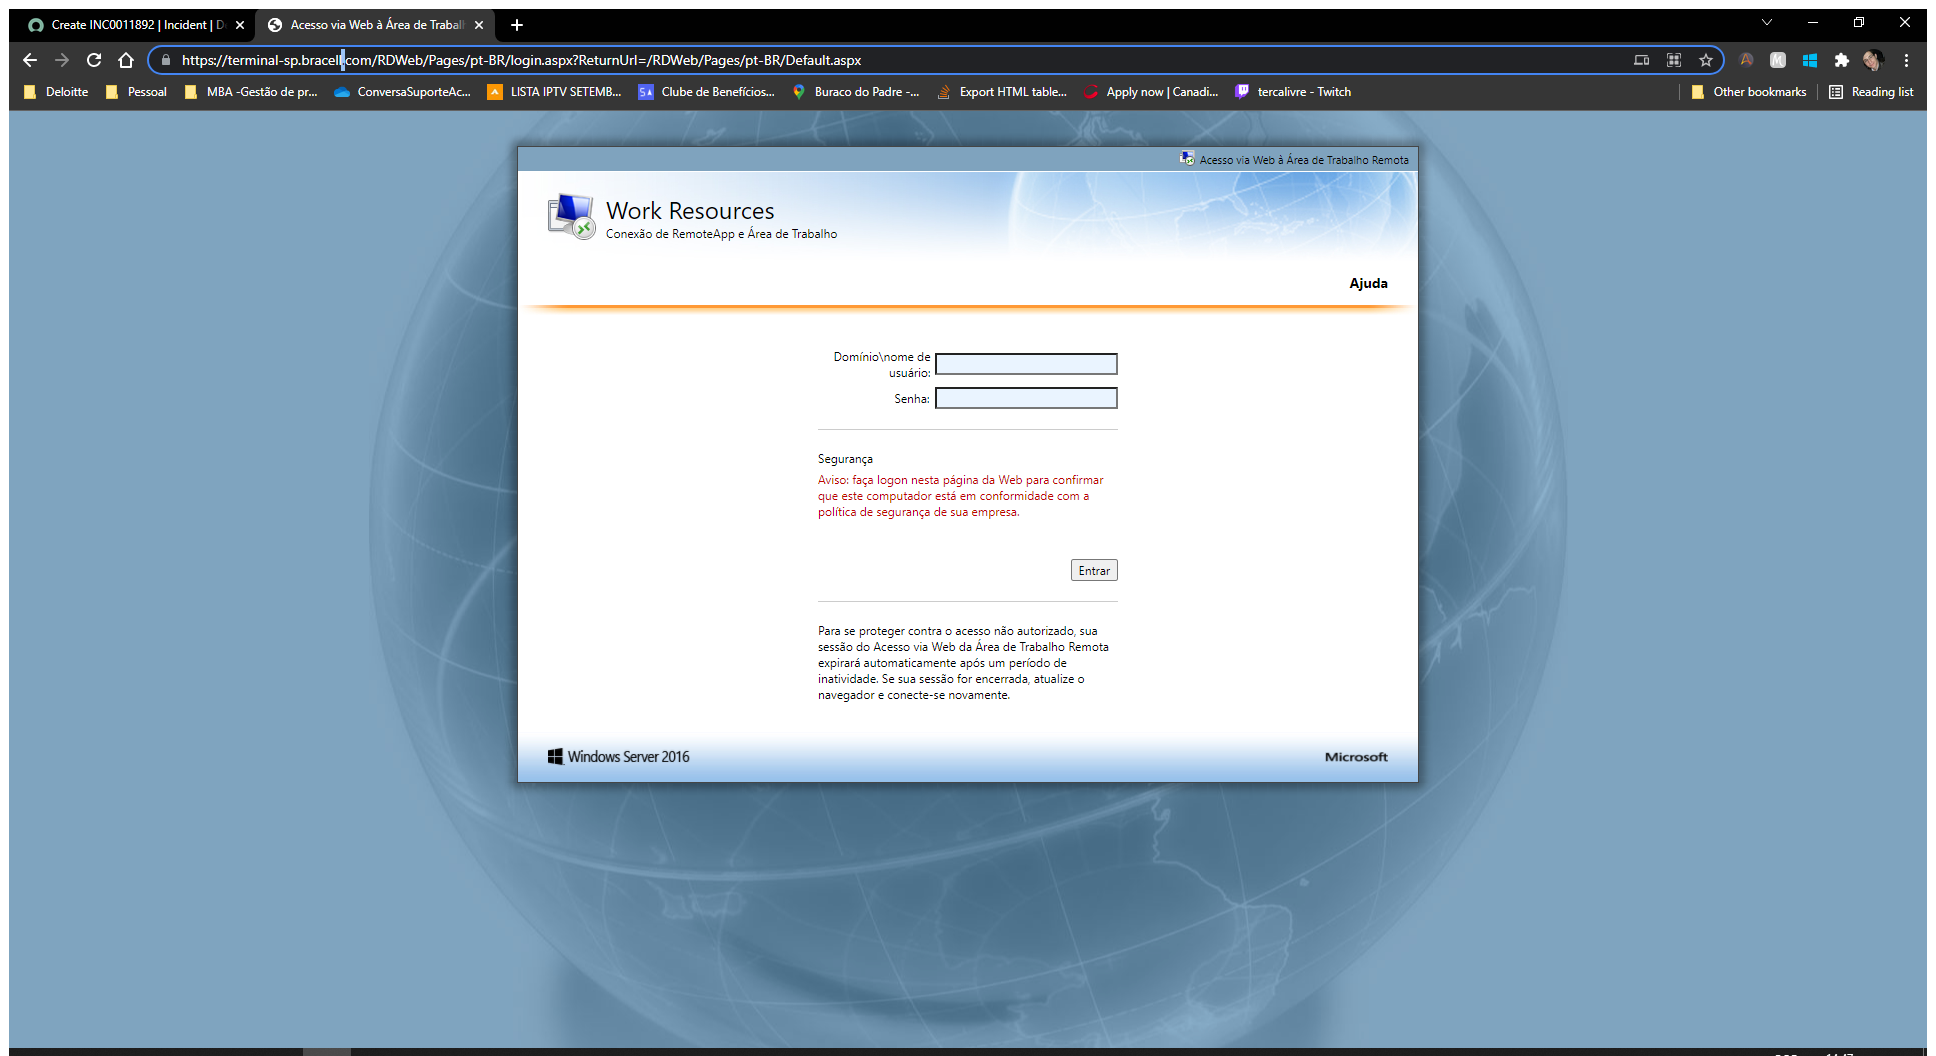 Create INC0011892 | Incident | D
Acesso via Web à Área de Trabal
https://terminal-sp.bracell.com/RDWeb/Pages/pt-BR/login.aspx?ReturnUrl=/RDWeb/Pages/pt-BR/Default.aspx
Deloitte
Pessoal
MBA -Gestão de pr...
ConversaSuporteAc...
LISTA IPTV SETEMB...
Clube de Benefícios...
Buraco do Padre -...
Export HTML table...
Apply now | Canadi...
tercalivre - Twitch
Other bookmarks
Reading list
Acesso via Web à Área de Trabalho Remota
Work Resources
Conexão de RemoteApp e Área de Trabalho
Ajuda
Domínio\nome de
usuário:
Senha:
Segurança
Aviso: faça logon nesta página da Web para confirmar
que este computador está em conformidade com a
política de segurança de sua empresa.
Entrar
Para se proteger contra o acesso não autorizado, sua
sessão do Acesso via Web da Área de Trabalho Remota
expirará automaticamente após um período de
inatividade. Se sua sessão for encerrada, atualize o
navegador e conecte-se novamente.
Windows Server 2016
Microsoft